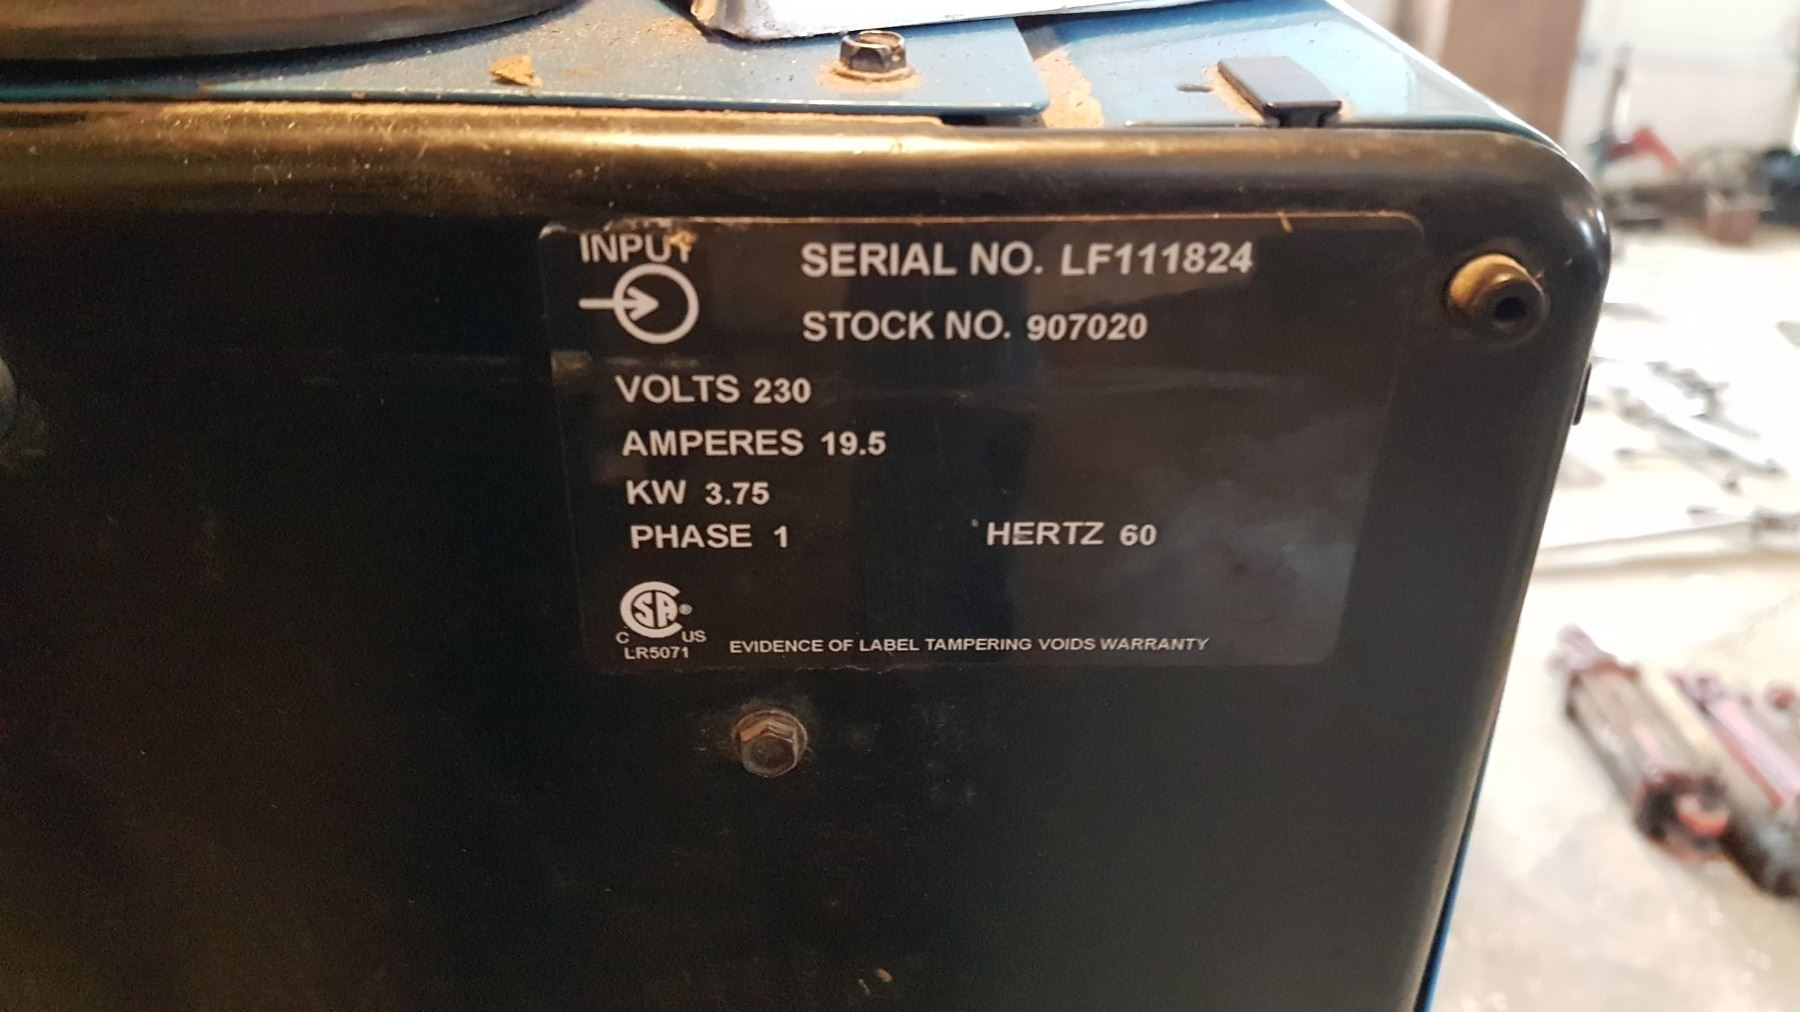 INPUT
SERIAL NO. LF111824
STOCK NO. 907020
VOLTS 230
AMPERES 19.5
KW 3.75
PHASE 1
HERTZ 60
CSA®
C US
LR5071
EVIDENCE OF LABEL TAMPERING VOIDS WARRANTY